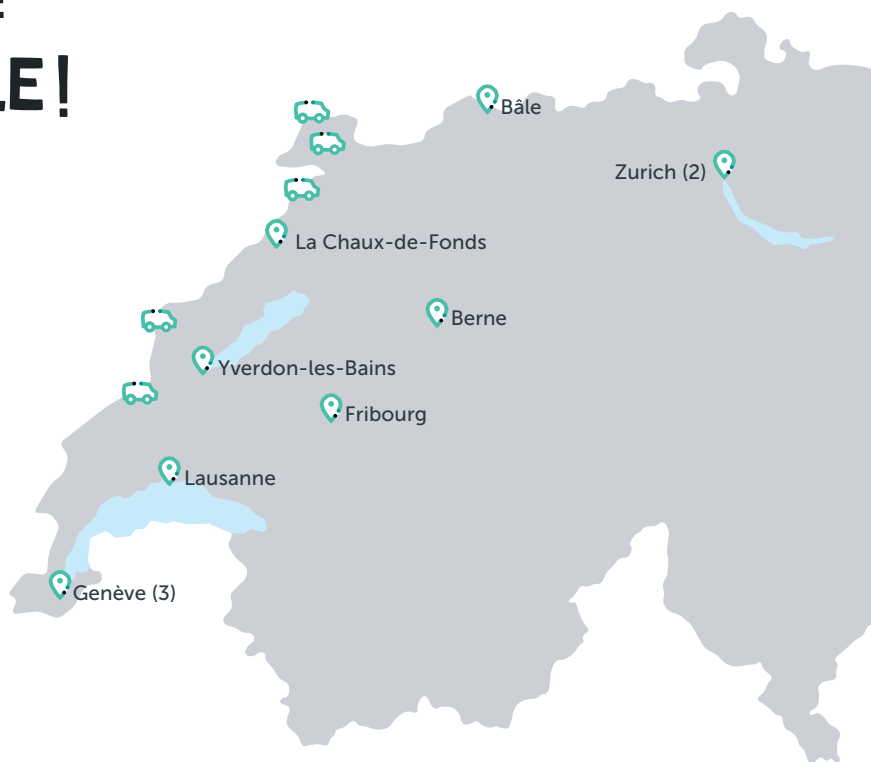 LE!
Bâle
Zurich (2)
La Chaux-de-Fonds
Berne
Yverdon-les-Bains
Fribourg
Lausanne
Genève (3)